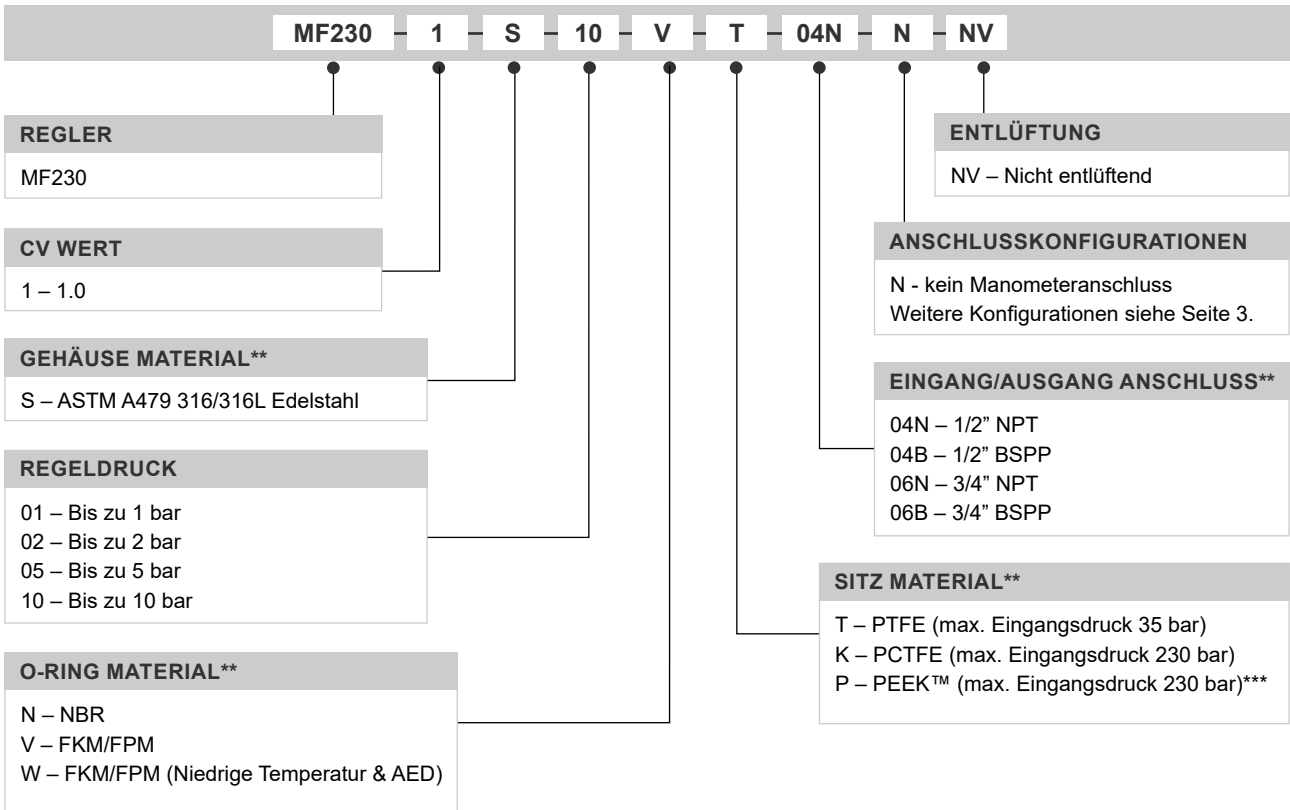 MF230 – 1 – S – 10 – V – T – 04N – N – NV
REGLER
MF230
CV WERT
1 – 1.0
GEHÄUSE MATERIAL**
S – ASTM A479 316/316L Edelstahl
REGELDRUCK
01 – Bis zu 1 bar
02 – Bis zu 2 bar
05 – Bis zu 5 bar
10 – Bis zu 10 bar
O-RING MATERIAL**
N – NBR
V – FKM/FPM
W – FKM/FPM (Niedrige Temperatur & AED)
ENTLÜFTUNG
NV – Nicht entlüftend
ANSCHLUSSKONFIGURATIONEN
N - kein Manometeranschluss
Weitere Konfigurationen siehe Seite 3.
EINGANG/AUSGANG ANSCHLUSS**
04N – 1/2” NPT
04B – 1/2” BSPP
06N – 3/4” NPT
06B – 3/4” BSPP
SITZ MATERIAL**
T – PTFE (max. Eingangsdruck 35 bar)
K – PCTFE (max. Eingangsdruck 230 bar)
P – PEEK™ (max. Eingangsdruck 230 bar)***